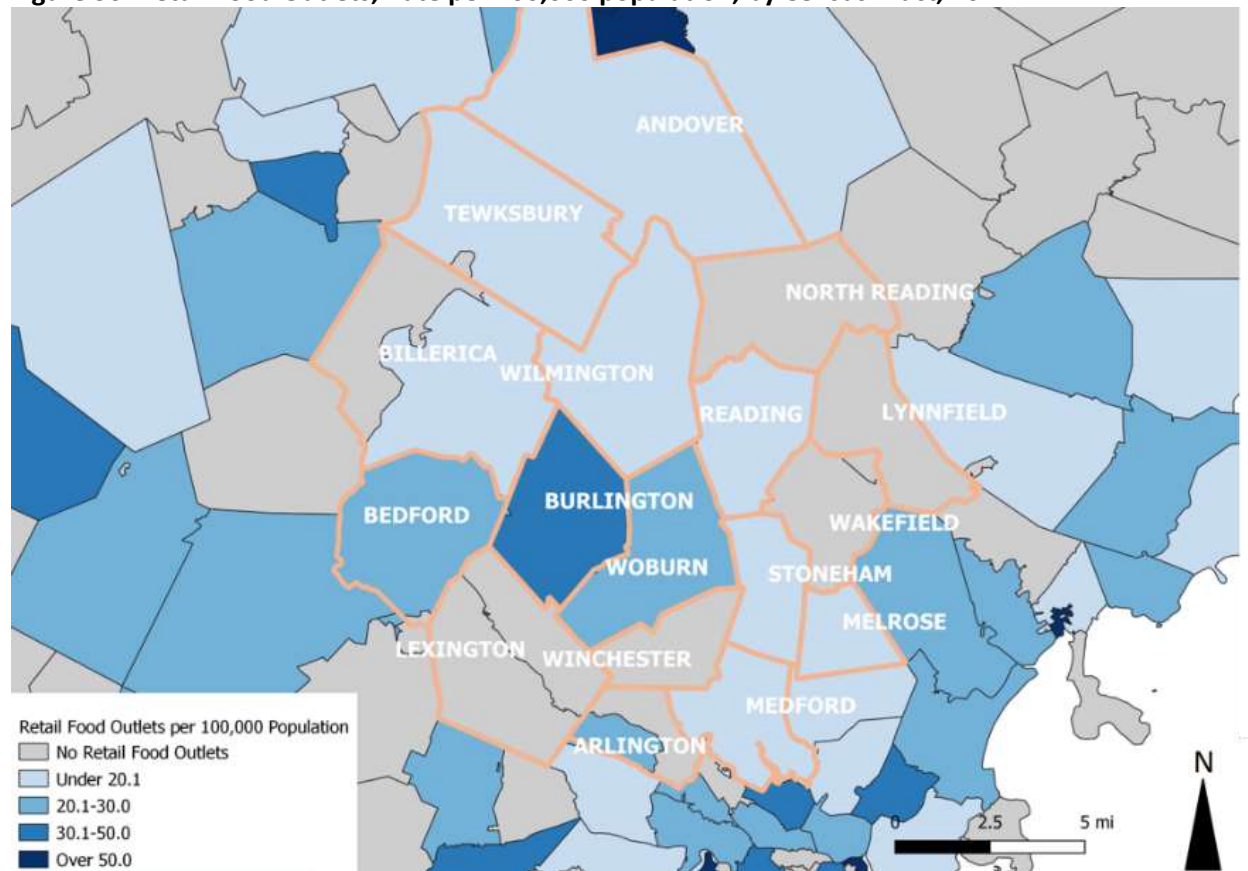 ANDOVER
TEWKSBURY
NORTH READING
BILLERICA
WILMINGTON
READING
LYNNFIELD
BURLINGTON
BEDFORD
WAKEFIELD
WOBURN
STONEHAM
MELROSE
LEXINGTON
WINCHESTER
MEDFORD
ARLINGTON
Retail Food Outlets per 100,000 Population
No Retail Food Outlets
Under 20.1
20.1-30.0
30.1-50.0
Over 50.0
N
0 2.5 5 mi